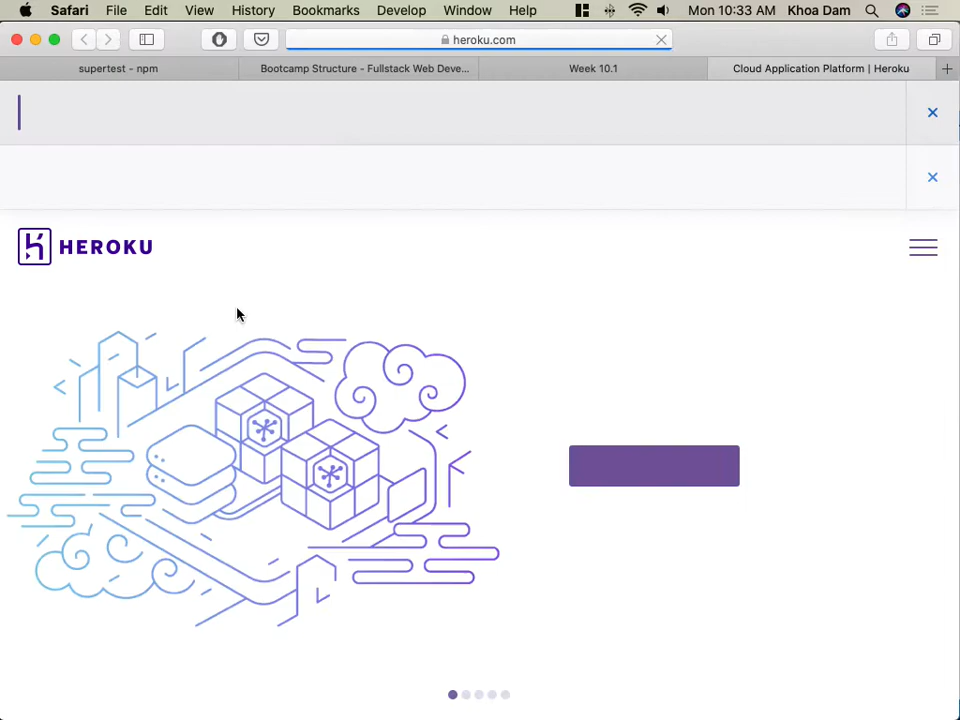 Safari File Edit View History Bookmarks Develop Window Help Mon 10:33 AM Khoa Dam
heroku.com
supertest - npm
Bootcamp Structure - Fullstack Web Deve...
Week 10.1
Cloud Application Platform | Heroku
HEROKU